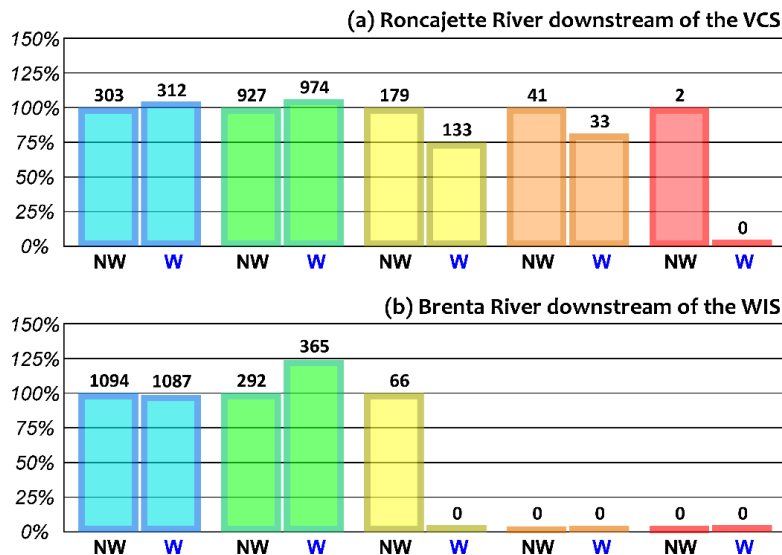 (a) Roncajette River downstream of the VCS
150%
125%
100%
75%
50%
25%
0%
303 312 927 974 179 133 41 33 2 0
NW W NW W NW W NW W NW W
(b) Brenta River downstream of the WIS
150%
125%
100%
75%
50%
25%
0%
1094 1087 292 365 66 0 0 0 0 0
NW W NW W NW W NW W NW W